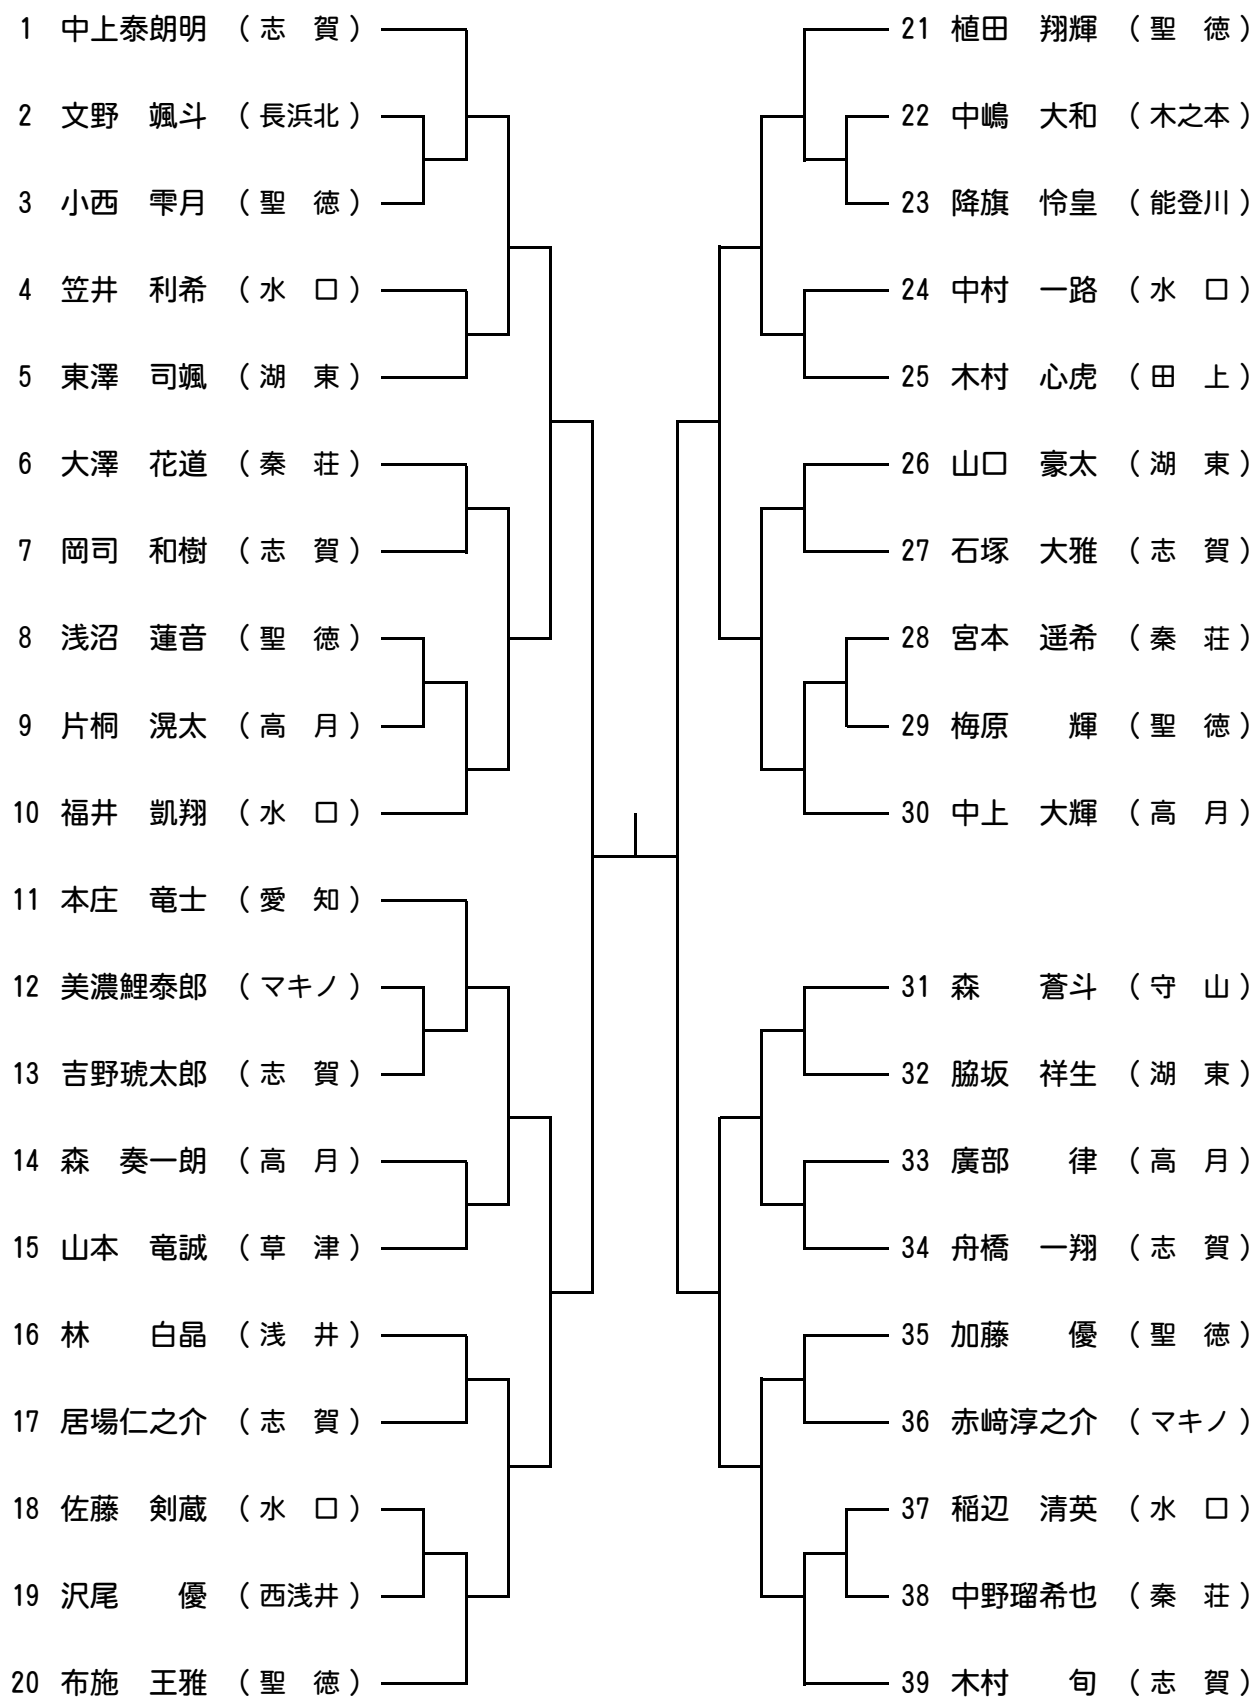 1 中上泰朗明 （ 志　賀 ）
2 文野　颯斗 （ 長浜北 ）
3 小西　雫月 （ 聖　徳 ）
4 笠井　利希 （ 水　口 ）
5 東澤　司颯 （ 湖　東 ）
6 大澤　花道 （ 秦　荘 ）
7 岡司　和樹 （ 志　賀 ）
8 浅沼　蓮音 （ 聖　徳 ）
9 片桐　滉太 （ 高　月 ）
10 福井　凱翔 （ 水　口 ）
11 本庄　竜士 （ 愛　知 ）
12 美濃鯉泰郎 （ マキノ ）
13 吉野琥太郎 （ 志　賀 ）
14 森　奏一朗 （ 高　月 ）
15 山本　竜誠 （ 草　津 ）
16 林　　白晶 （ 浅　井 ）
17 居場仁之介 （ 志　賀 ）
18 佐藤　剣蔵 （ 水　口 ）
19 沢尾　　優 （ 西浅井 ）
20 布施　王雅 （ 聖　徳 ）
21 植田　翔輝 （ 聖　徳 ）
22 中嶋　大和 （ 木之本 ）
23 降旗　怜皇 （ 能登川 ）
24 中村　一路 （ 水　口 ）
25 木村　心虎 （ 田　上 ）
26 山口　豪太 （ 湖　東 ）
27 石塚　大雅 （ 志　賀 ）
28 宮本　遥希 （ 秦　荘 ）
29 梅原　　輝 （ 聖　徳 ）
30 中上　大輝 （ 高　月 ）
31 森　　蒼斗 （ 守　山 ）
32 脇坂　祥生 （ 湖　東 ）
33 廣部　　律 （ 高　月 ）
34 舟橋　一翔 （ 志　賀 ）
35 加藤　　優 （ 聖　徳 ）
36 赤﨑淳之介 （ マキノ ）
37 稲辺　清英 （ 水　口 ）
38 中野瑠希也 （ 秦　荘 ）
39 木村　　旬 （ 志　賀 ）